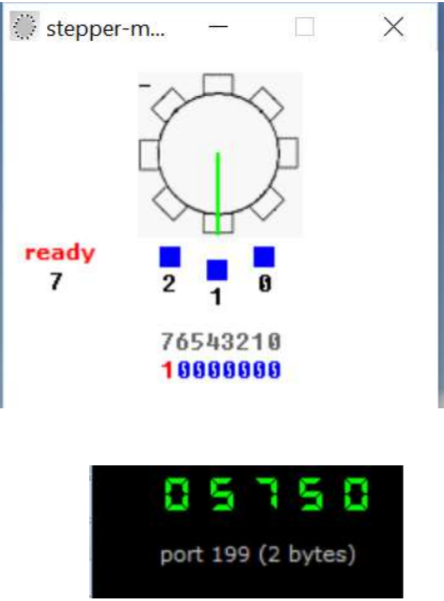 stepper-m...
ready
7
2
1
0
76543210
10000000
05750
port 199 (2 bytes)